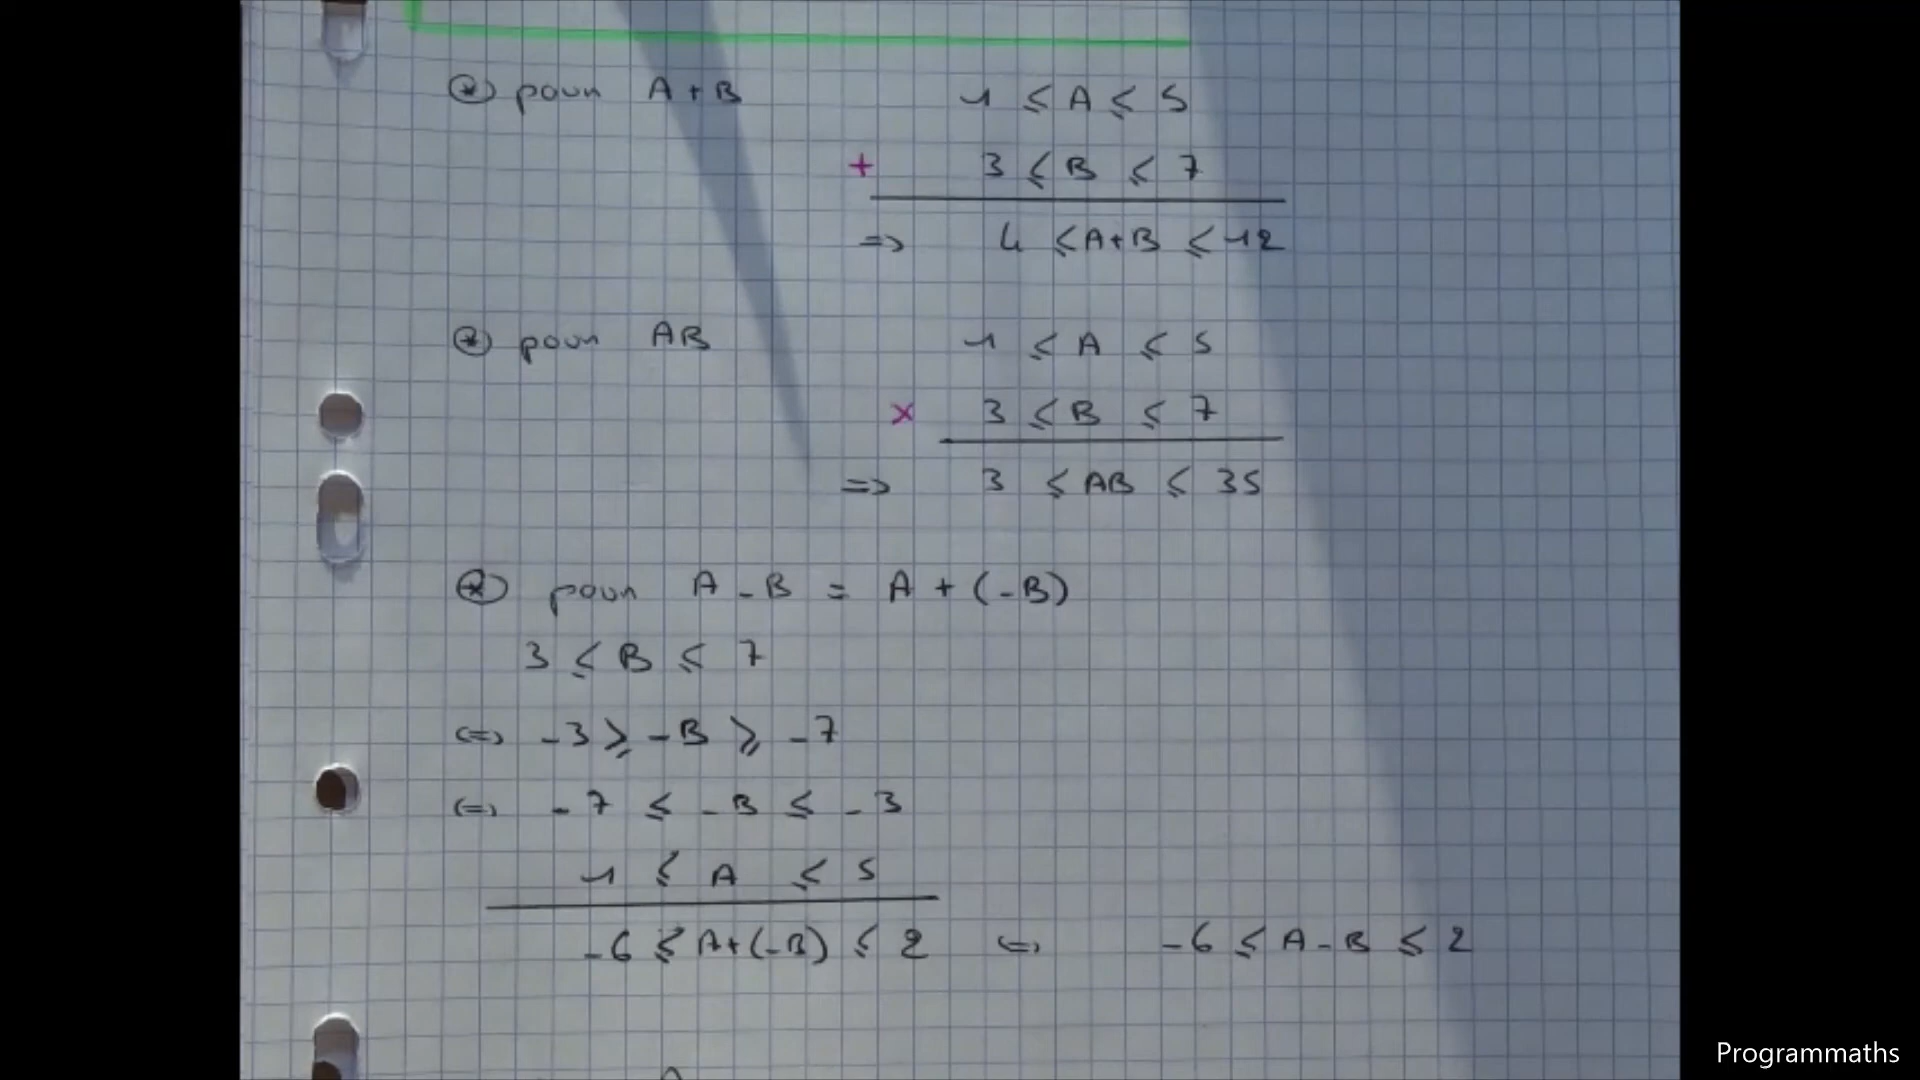 ⊛ pour A+B 1 ⩽ A ⩽ 5
+ 3 ⩽ B ⩽ 7
=> 4 ⩽ A+B ⩽ 12
⊛ pour AB 1 ⩽ A ⩽ 5
× 3 ⩽ B ⩽ 7
=> 3 ⩽ AB ⩽ 35
⊛ pour A - B = A + (-B)
3 ⩽ B ⩽ 7
<=> -3 ⩾ -B ⩾ -7
<=> -7 ⩽ -B ⩽ -3
1 ⩽ A ⩽ 5
-6 ⩽ A+(-B) ⩽ 2 <=> -6 ⩽ A - B ⩽ 2
Programmaths